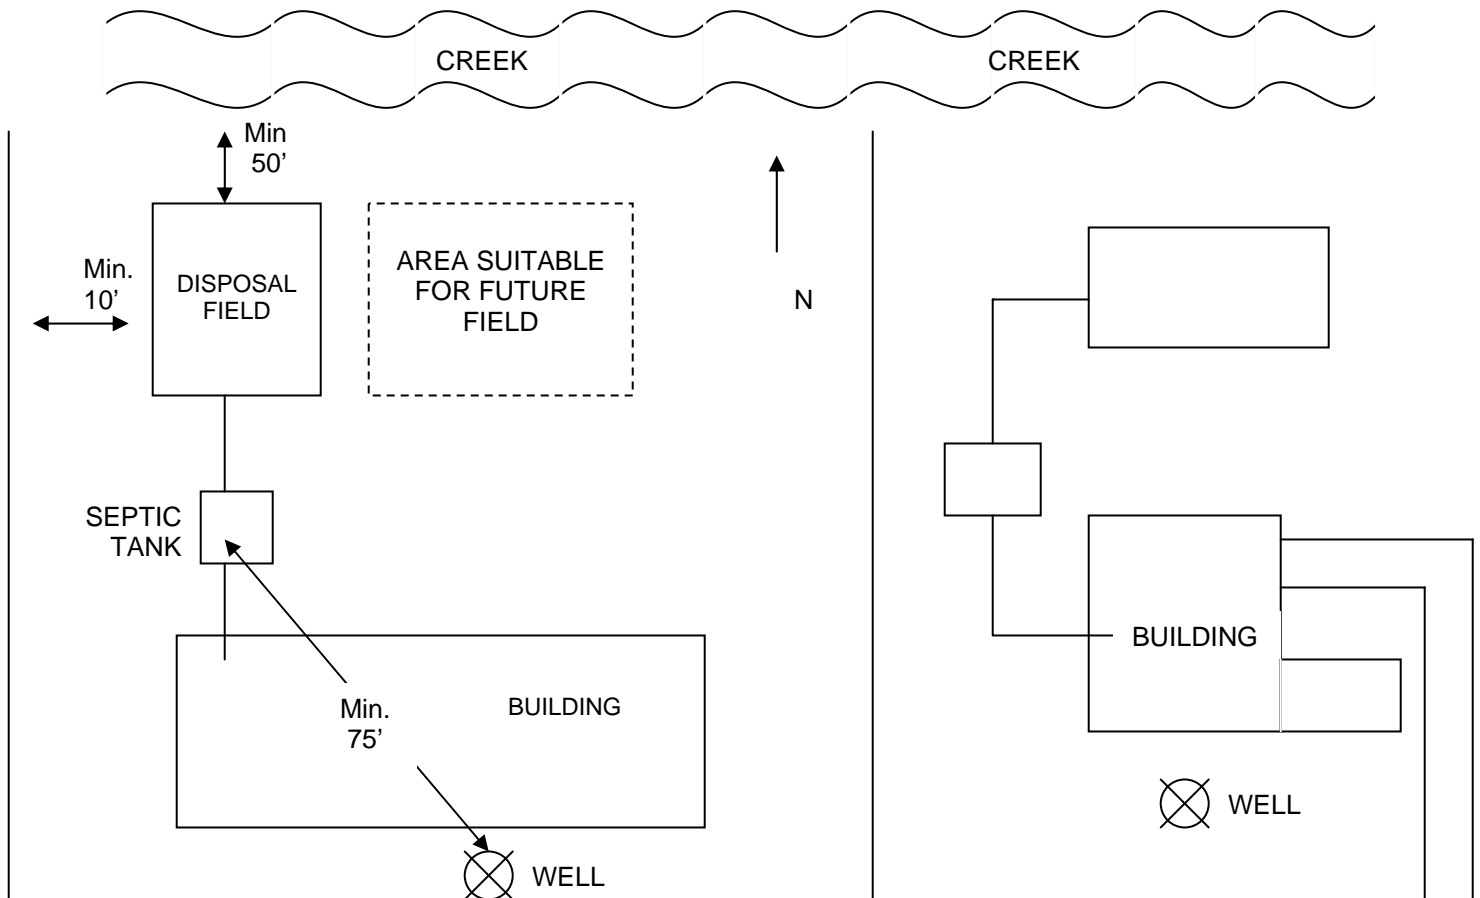 CREEK
CREEK
Min
50’
Min.
10’
DISPOSAL
FIELD
AREA SUITABLE
FOR FUTURE
FIELD
N
SEPTIC
TANK
Min.
75’
BUILDING
WELL
BUILDING
WELL